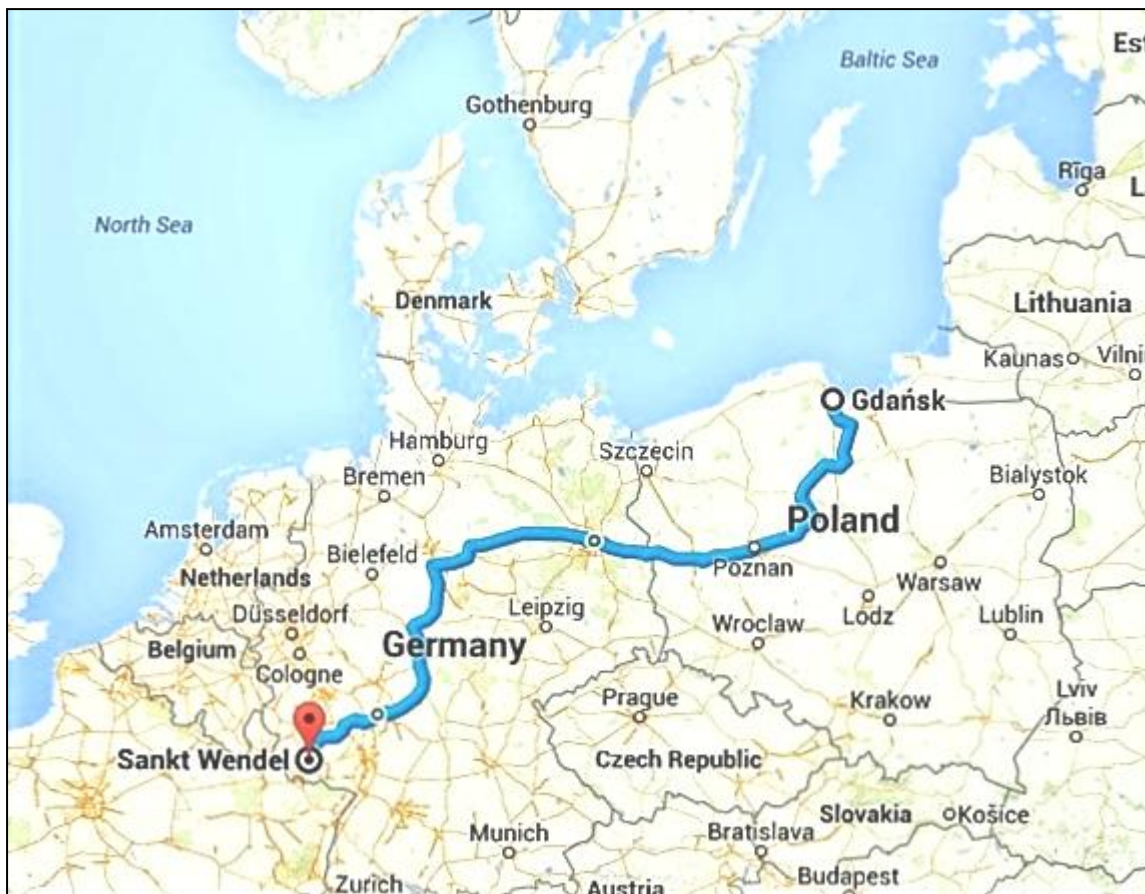 Baltic Sea
Est
Gothenburg
Rīga
L
North Sea
Denmark
Lithuania
Kaunas
Vilni
Gdańsk
Hamburg
Szczecin
Bialystok
Bremen
Amsterdam
Poland
Bielefeld
Netherlands
Poznan
Warsaw
Düsseldorf
Leipzig
Lodz
Lublin
Belgium
Germany
Wroclaw
Cologne
Prague
Krakow
Lviv
Львів
Sankt Wendel
Czech Republic
Slovakia
Košice
Munich
Bratislava
Zurich
Austria
Budapest